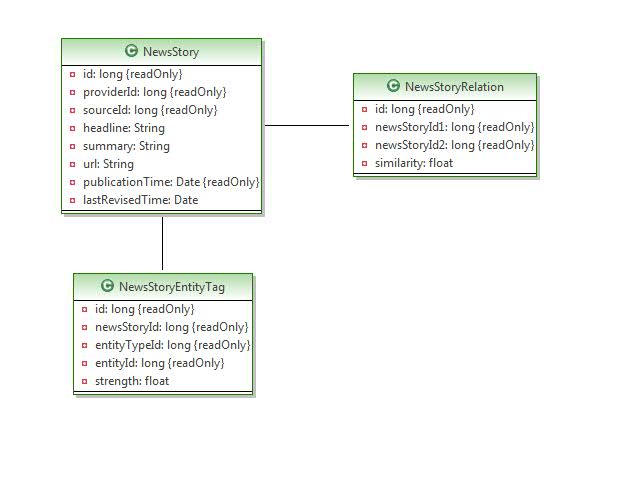 NewsStory
id: long {readOnly}
providerId: long {readOnly}
sourceId: long {readOnly}
headline: String
summary: String
url: String
publicationTime: Date {readOnly}
lastRevisedTime: Date
NewsStoryRelation
id: long {readOnly}
newsStoryId1: long {readOnly}
newsStoryId2: long {readOnly}
similarity: float
NewsStoryEntityTag
id: long {readOnly}
newsStoryId: long {readOnly}
entityTypeId: long {readOnly}
entityId: long {readOnly}
strength: float